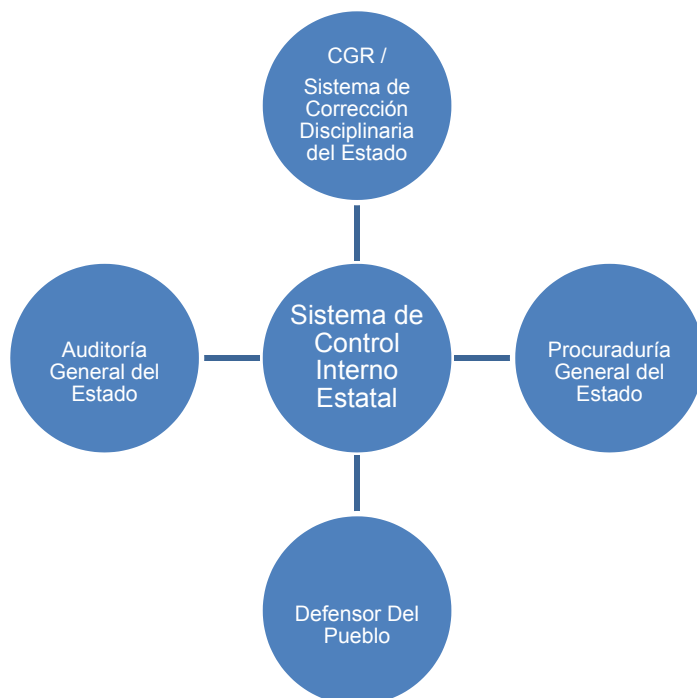 CGR /
Sistema de
Corrección
Disciplinaria
del Estado
Auditoría
General del
Estado
Sistema de
Control
Interno
Estatal
Procuraduría
General del
Estado
Defensor Del
Pueblo